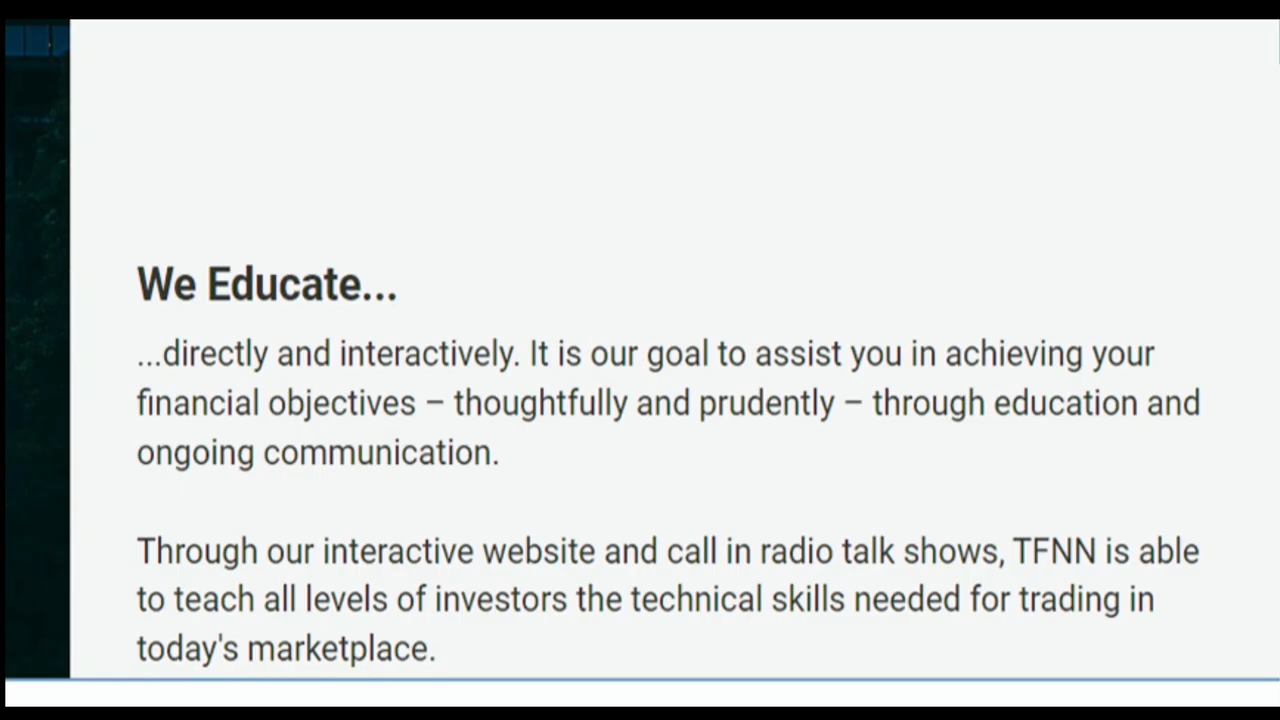 We Educate...
...directly and interactively. It is our goal to assist you in achieving your
financial objectives – thoughtfully and prudently – through education and
ongoing communication.
Through our interactive website and call in radio talk shows, TFNN is able
to teach all levels of investors the technical skills needed for trading in
today's marketplace.